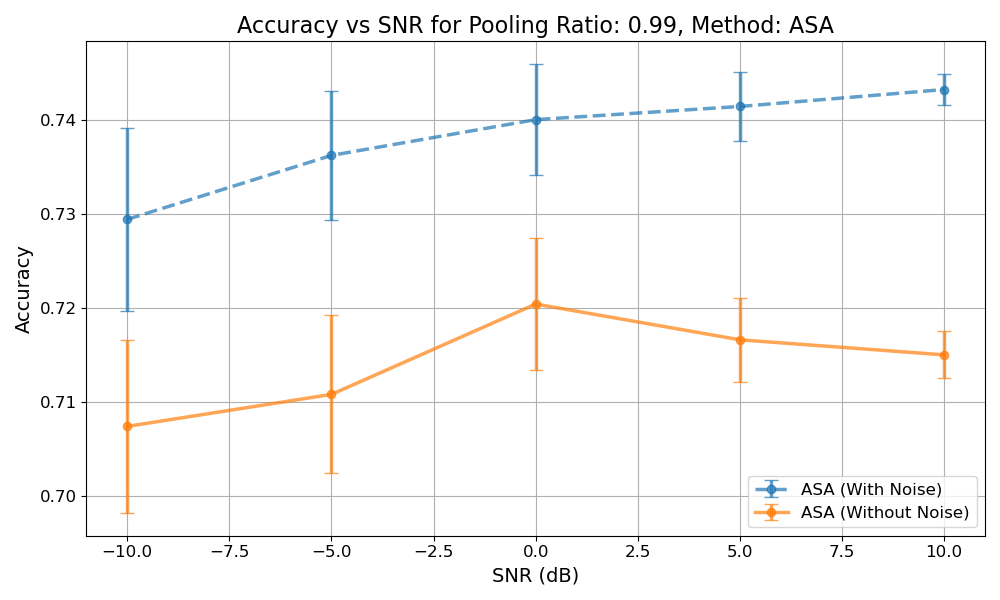 Accuracy vs SNR for Pooling Ratio: 0.99, Method: ASA
Accuracy
0.74
0.73
0.72
0.71
0.70
−10.0 −7.5 −5.0 −2.5 0.0 2.5 5.0 7.5 10.0
SNR (dB)
ASA (With Noise)
ASA (Without Noise)